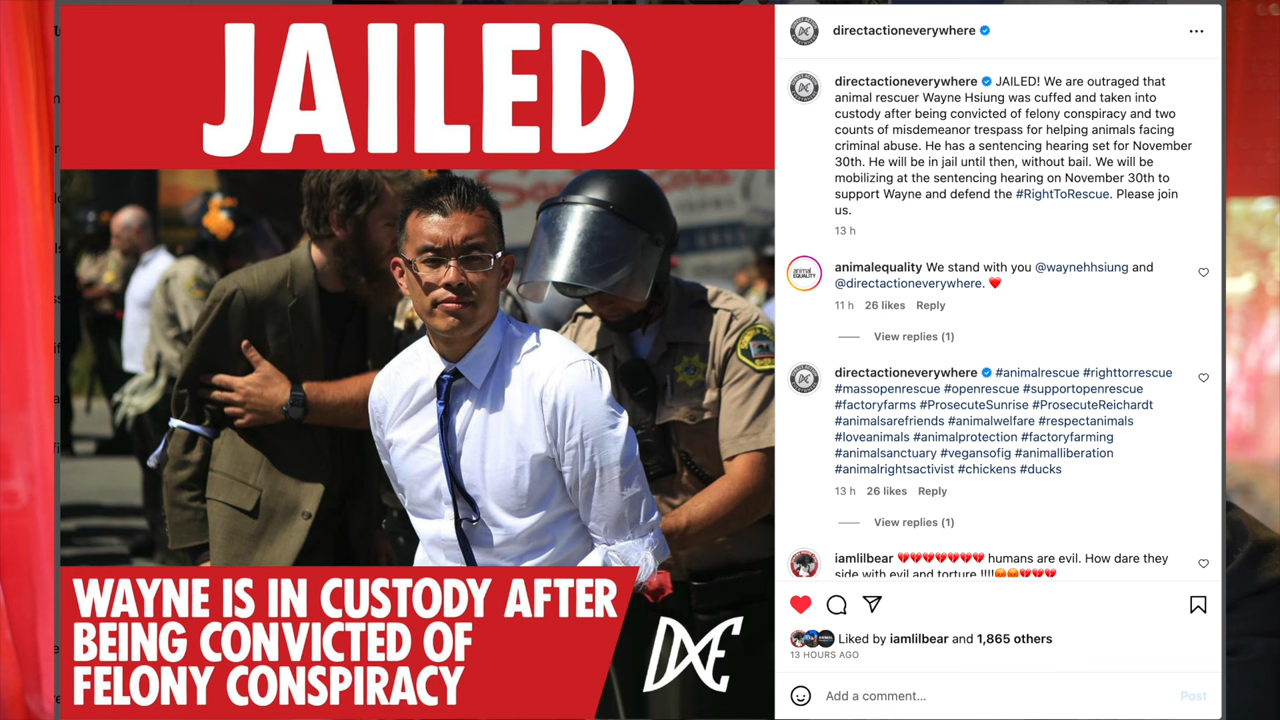 JAILED
WAYNE IS IN CUSTODY AFTER
BEING CONVICTED OF
FELONY CONSPIRACY
DXE
directactioneverywhere
directactioneverywhere JAILED! We are outraged that
animal rescuer Wayne Hsiung was cuffed and taken into
custody after being convicted of felony conspiracy and two
counts of misdemeanor trespass for helping animals facing
criminal abuse. He has a sentencing hearing set for November
30th. He will be in jail until then, without bail. We will be
mobilizing at the sentencing hearing on November 30th to
support Wayne and defend the #RightToRescue. Please join
us.
13 h
animal
EQUALITY
animalequality We stand with you @waynehhsiung and
@directactioneverywhere. ❤️
11 h 26 likes Reply
View replies (1)
directactioneverywhere #animalrescue #righttorrescue
#massopenrescue #openrescue #supportopenrescue
#factoryfarms #ProsecuteSunrise #ProsecuteReichardt
#animalsarefriends #animalwelfare #respectanimals
#loveanimals #animalprotection #factoryfarming
#animalsanctuary #vegansofig #animalliberation
#animalrightsactivist #chickens #ducks
13 h 26 likes Reply
View replies (1)
iamlilbear 💔💔💔💔💔💔💔 humans are evil. How dare they
side with evil and torture !!!!😡😡💔💔💔
Liked by iamlilbear and 1,865 others
13 HOURS AGO
Add a comment...
Post